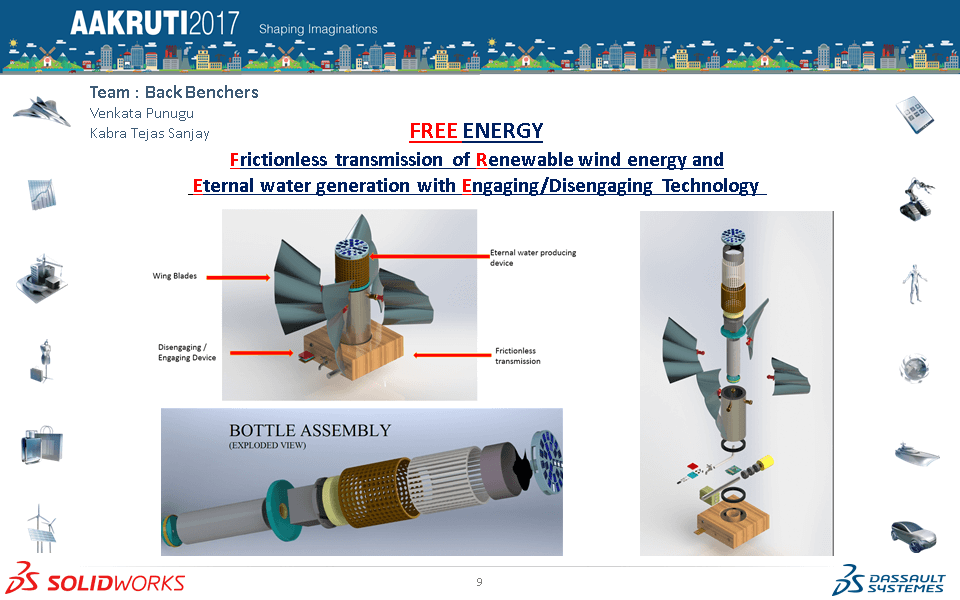 AAKRUTI2017 Shaping Imaginations
Team : Back Benchers
Venkata Punugu
Kabra Tejas Sanjay
FREE ENERGY
Frictionless transmission of Renewable wind energy and
Eternal water generation with Engaging/Disengaging Technology
Eternal water producing
device
Wing Blades
Disengaging /
Engaging Device
Frictionless
transmission
BOTTLE ASSEMBLY
(EXPLODED VIEW)
SOLIDWORKS
9
DASSAULT
SYSTEMES